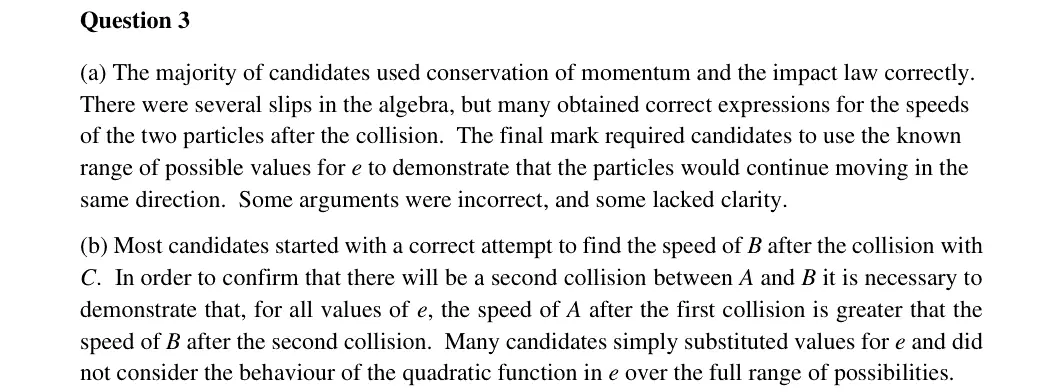 Question 3
(a) The majority of candidates used conservation of momentum and the impact law correctly.
There were several slips in the algebra, but many obtained correct expressions for the speeds
of the two particles after the collision.  The final mark required candidates to use the known
range of possible values for e to demonstrate that the particles would continue moving in the
same direction.  Some arguments were incorrect, and some lacked clarity.
(b) Most candidates started with a correct attempt to find the speed of B after the collision with
C.  In order to confirm that there will be a second collision between A and B it is necessary to
demonstrate that, for all values of e, the speed of A after the first collision is greater that the
speed of B after the second collision.  Many candidates simply substituted values for e and did
not consider the behaviour of the quadratic function in e over the full range of possibilities.